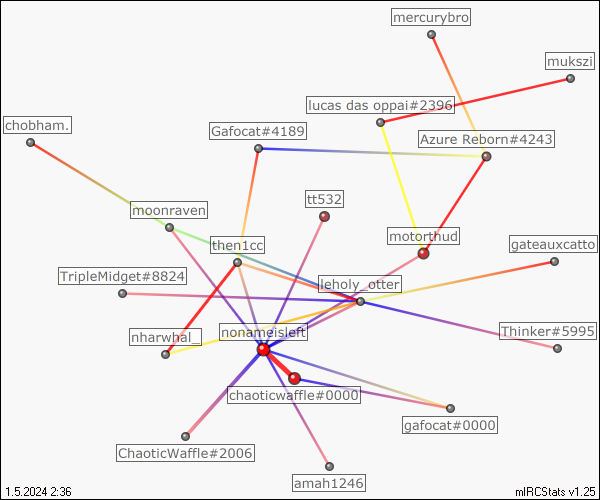 mercurybro
mukszi
lucas das oppai#2396
chobham.
Gafocat#4189
Azure Reborn#4243
tt532
moonraven
motorthud
then1cc
gateauxcatto
TripleMidget#8824
leholy_otter
nonameisleft
Thinker#5995
nharwhal_
chaoticwaffle#0000
gafocat#0000
ChaoticWaffle#2006
amah1246
1.5.2024 2:36
mIRCStats v1.25